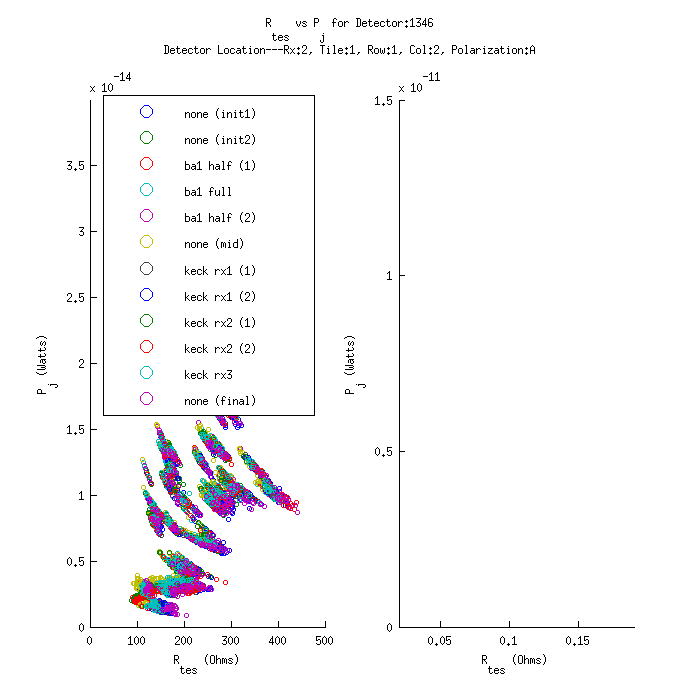 R tes vs P j for Detector:1346
Detector Location---Rx:2, Tile:1, Row:1, Col:2, Polarization:A
x 10^-14
none (init1)
none (init2)
ba1 half (1)
ba1 full
ba1 half (2)
none (mid)
keck rx1 (1)
keck rx1 (2)
keck rx2 (1)
keck rx2 (2)
keck rx3
none (final)
3.5
3
2.5
2
1.5
1
0.5
0
P j (Watts)
0 100 200 300 400 500
R tes (Ohms)
x 10^-11
1.5
1
0.5
0
P j (Watts)
0.05 0.1 0.15
R tes (Ohms)